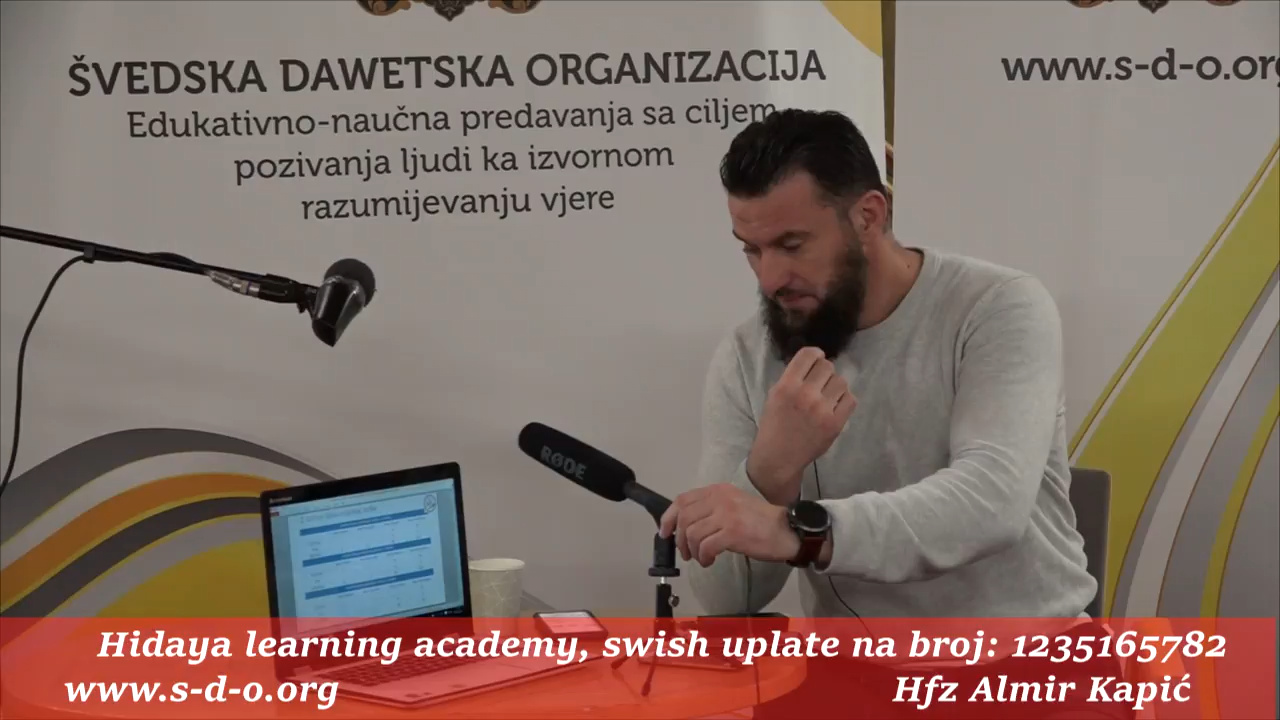 ŠVEDSKA DAWETSKA ORGANIZACIJA
Edukativno-naučna predavanja sa ciljem
pozivanja ljudi ka izvornom
razumijevanju vjere
www.s-d-o.org
RØDE
Hidaya learning academy, swish uplate na broj: 1235165782
www.s-d-o.org
Hfz Almir Kapić